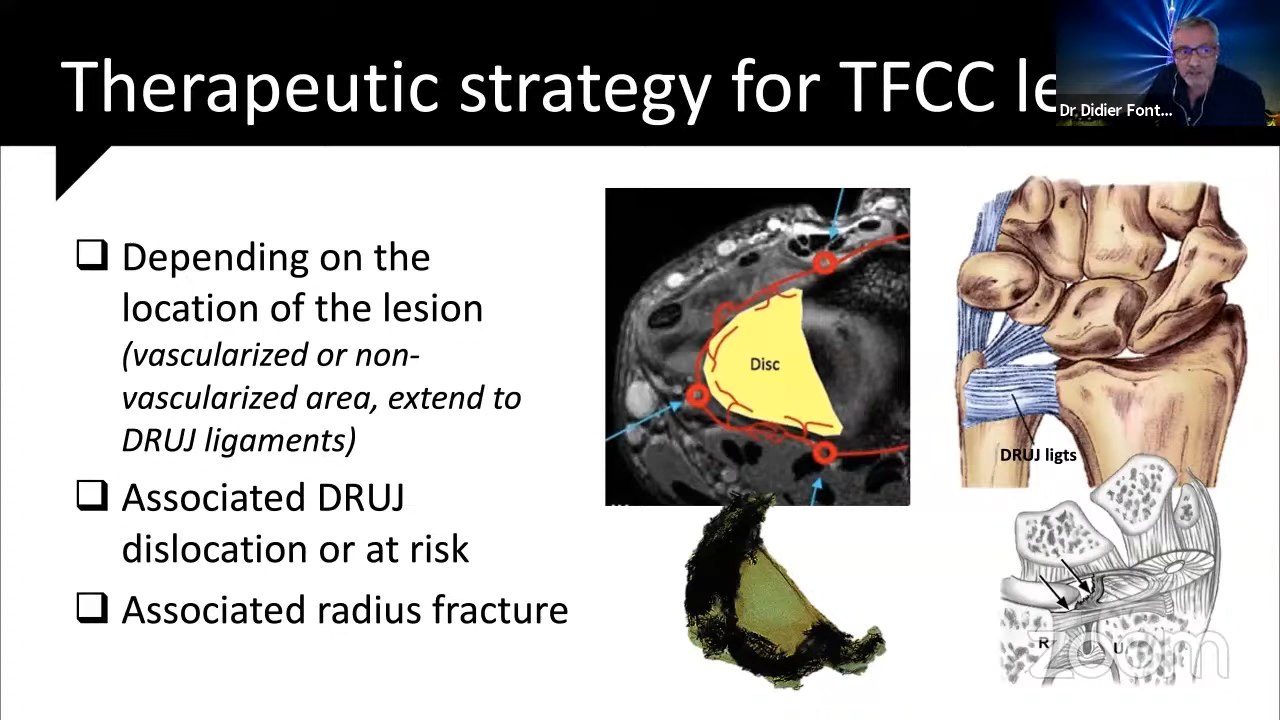 Therapeutic strategy for TFCC le
Dr Didier Font...
Depending on the
location of the lesion
(vascularized or non-
vascularized area, extend to
DRUJ ligaments)
Associated DRUJ
dislocation or at risk
Associated radius fracture
Disc
DRUJ ligts
R
U
zoom